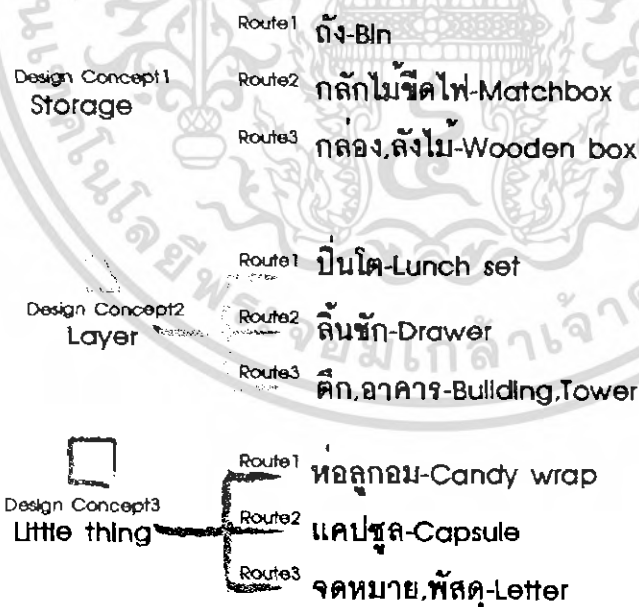 Route1 ถัง-Bin
Design Concept1
Storage
Route2 กลักไม้ขีดไฟ-Matchbox
Route3 กล่อง,ลังไม้-Wooden box
Route1 ปิ่นโต-Lunch set
Design Concept2
Layer
Route2 ลิ้นชัก-Drawer
Route3 ตึก,อาคาร-Building,Tower
Route1 ห่อลูกอม-Candy wrap
Design Concept3
Little thing
Route2 แคปซูล-Capsule
Route3 จดหมาย,พัสดุ-Letter